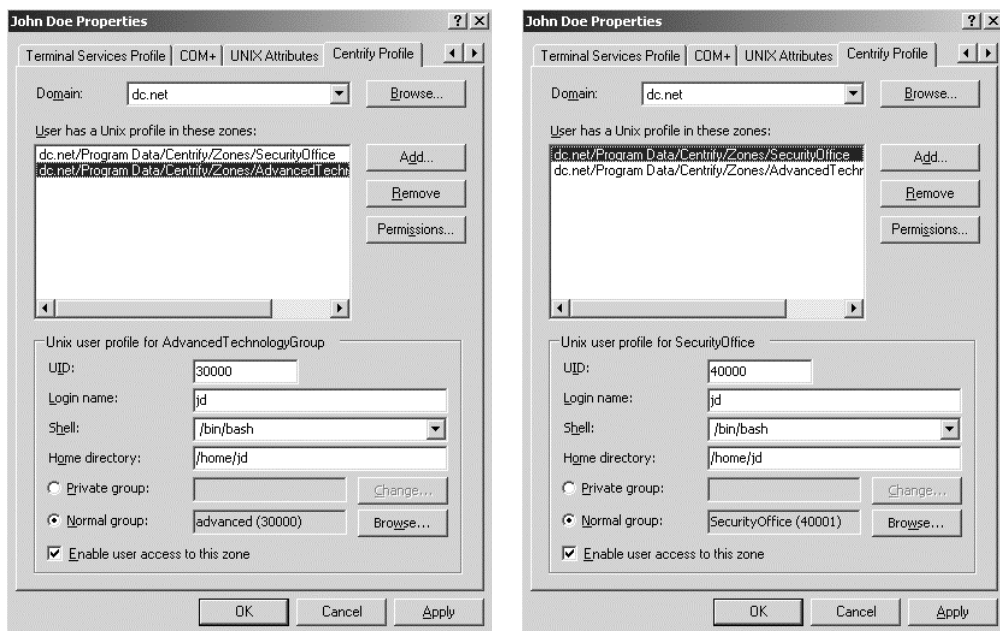 John Doe Properties
Terminal Services Profile COM+ UNIX Attributes Centrify Profile
Domain: dc.net Browse...
User has a Unix profile in these zones:
dc.net/Program Data/Centrify/Zones/SecurityOffice
dc.net/Program Data/Centrify/Zones/AdvancedTechn
Add...
Remove
Permissions...
Unix user profile for AdvancedTechnologyGroup
UID: 30000
Login name: jd
Shell: /bin/bash
Home directory: /home/jd
Private group: Change...
Normal group: advanced (30000) Browse...
Enable user access to this zone
OK Cancel Apply
John Doe Properties
Terminal Services Profile COM+ UNIX Attributes Centrify Profile
Domain: dc.net Browse...
User has a Unix profile in these zones:
dc.net/Program Data/Centrify/Zones/SecurityOffice
dc.net/Program Data/Centrify/Zones/AdvancedTechr
Add...
Remove
Permissions...
Unix user profile for SecurityOffice
UID: 40000
Login name: jd
Shell: /bin/bash
Home directory: /home/jd
Private group: Change...
Normal group: SecurityOffice (40001) Browse...
Enable user access to this zone
OK Cancel Apply